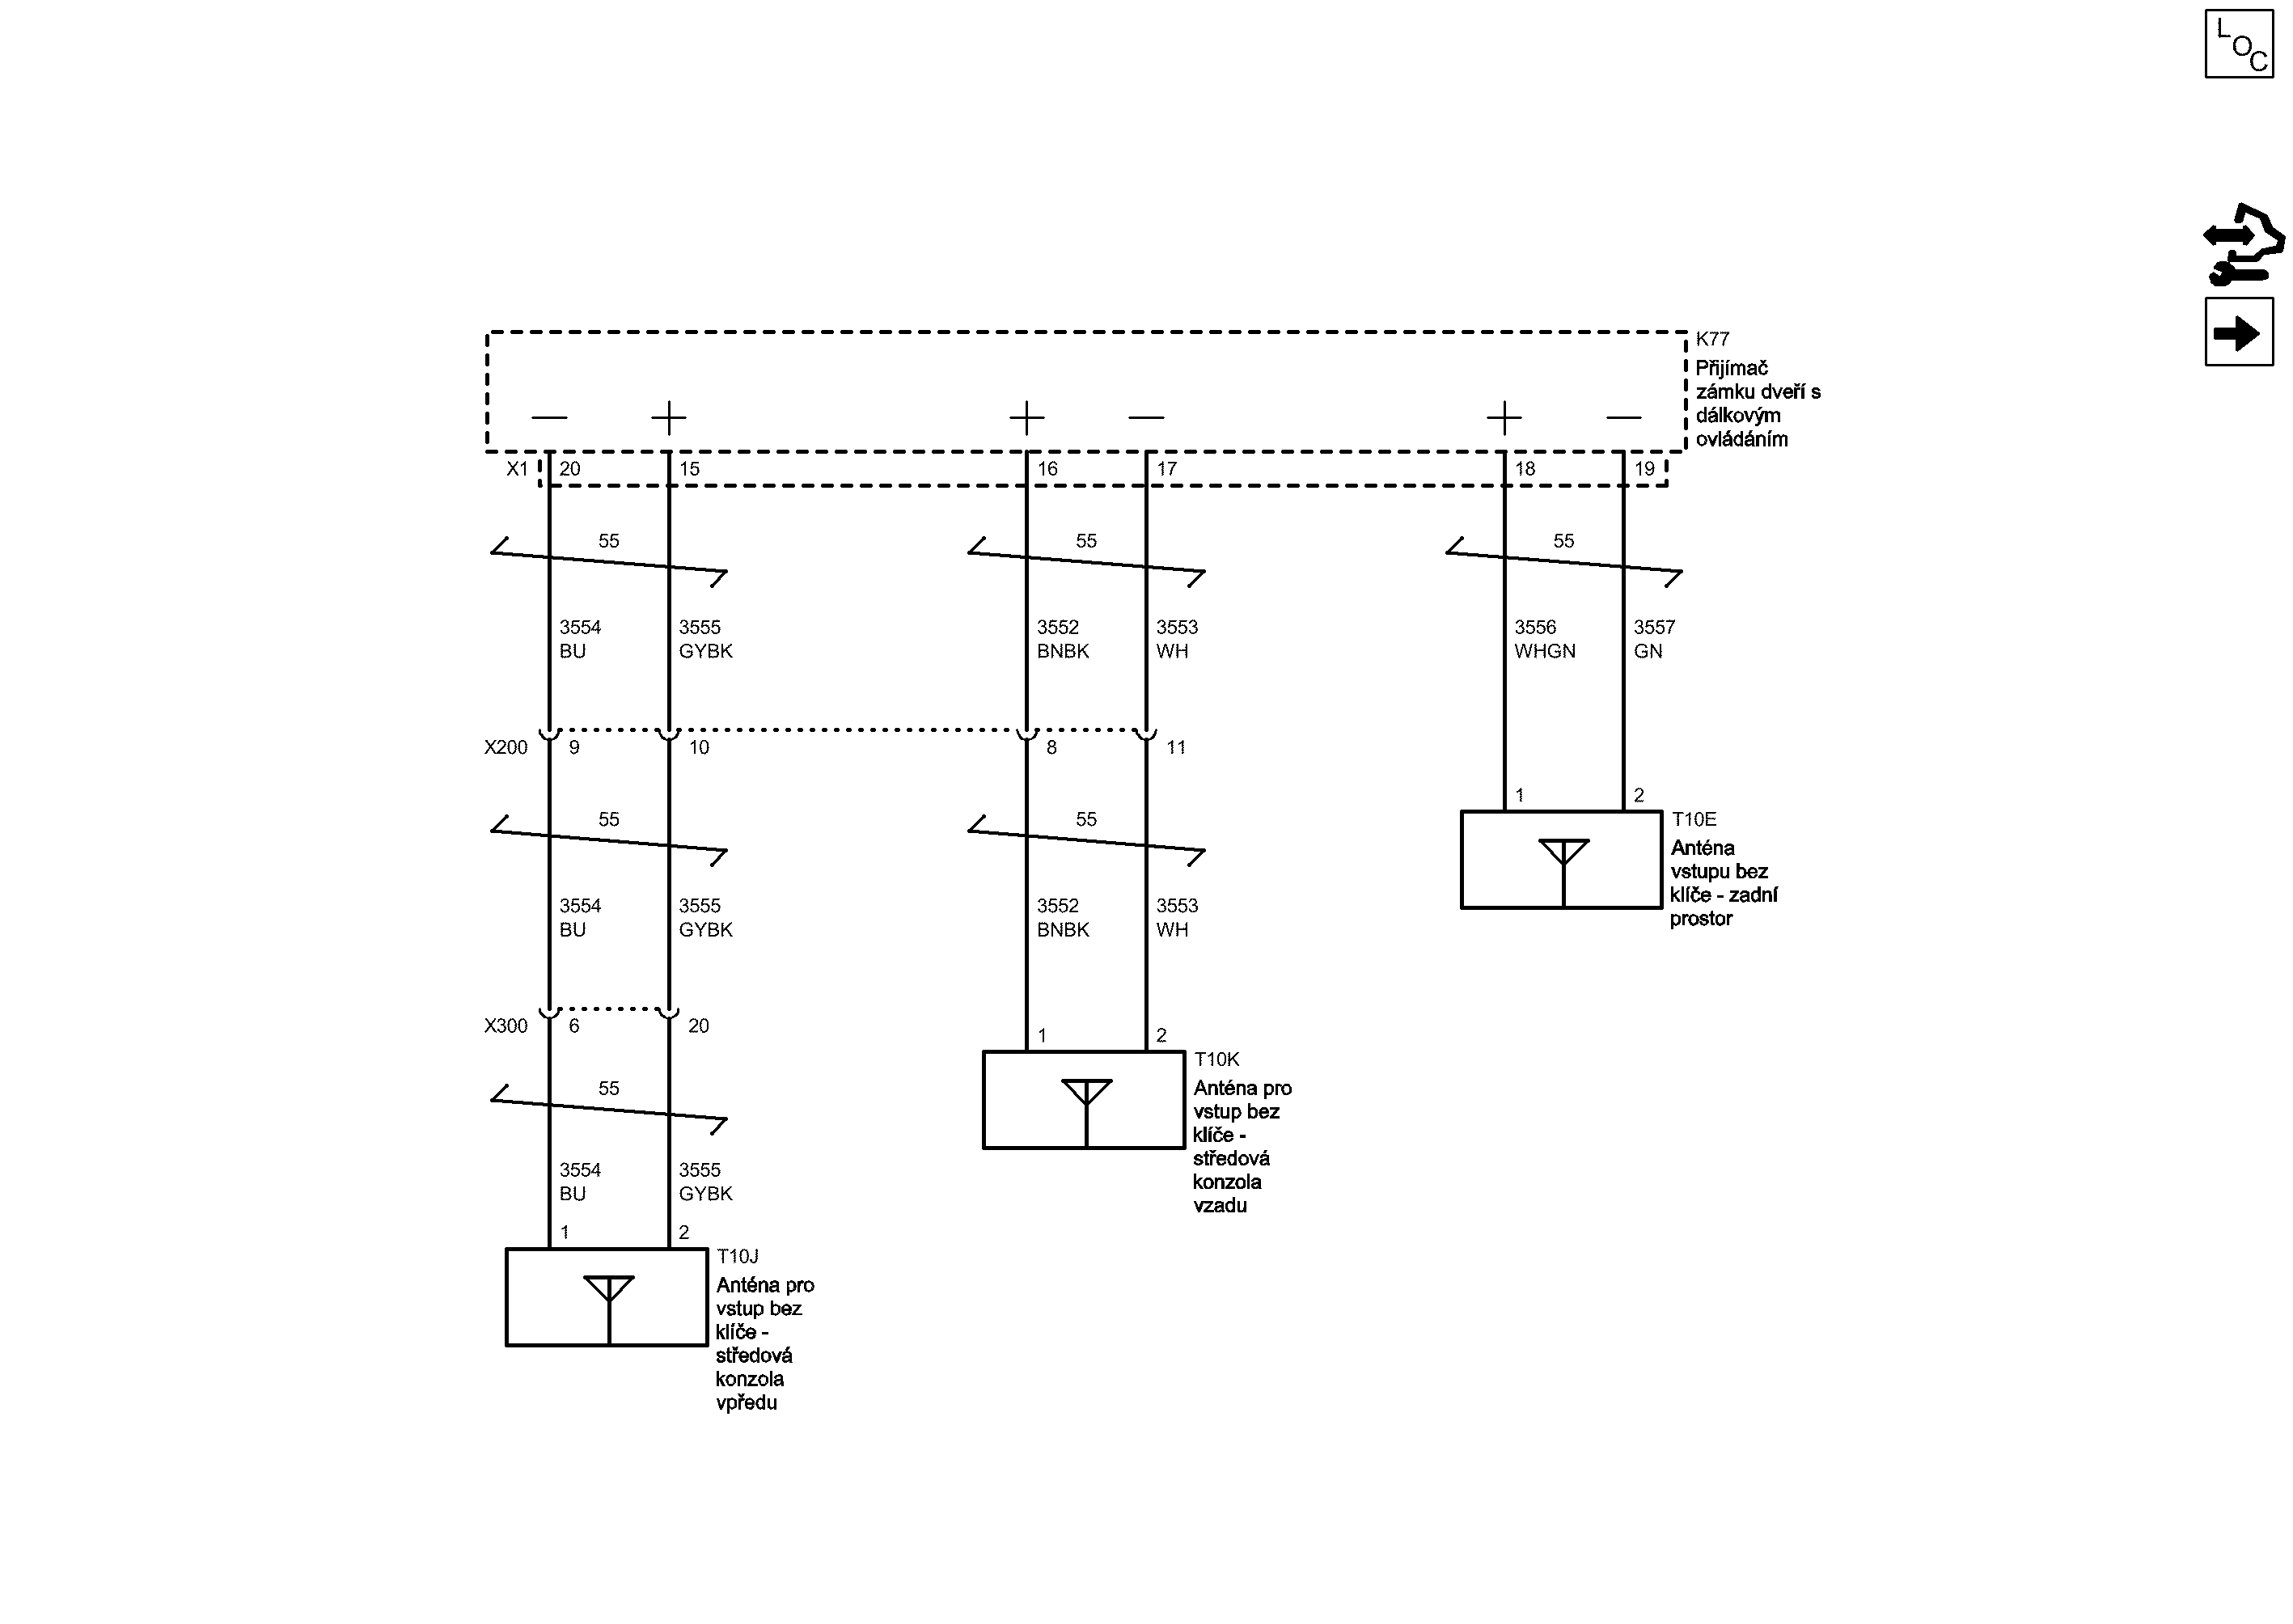 LOC
K77
Přijímač
zámku dveří s
dálkovým
ovládáním
X1 20 15 16 17 18 19
55 55 55
3554 3555 3552 3553 3556 3557
BU GYBK BNBK WH WHGN GN
X200 9 10 8 11
1 2
T10E
Anténa
vstupu bez
klíče - zadní
prostor
55 55
3554 3555 3552 3553
BU GYBK BNBK WH
X300 6 20
1 2
T10K
Anténa pro
vstup bez
klíče -
středová
konzola
vzadu
55
3554 3555
BU GYBK
1 2
T10J
Anténa pro
vstup bez
klíče -
středová
konzola
vpředu